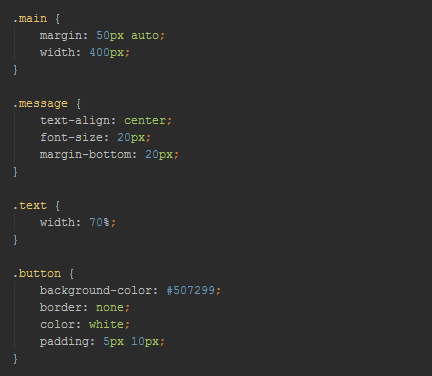 .main {
    margin: 50px auto;
    width: 400px;
}

.message {
    text-align: center;
    font-size: 20px;
    margin-bottom: 20px;
}

.text {
    width: 70%;
}

.button {
    background-color: #507299;
    border: none;
    color: white;
    padding: 5px 10px;
}